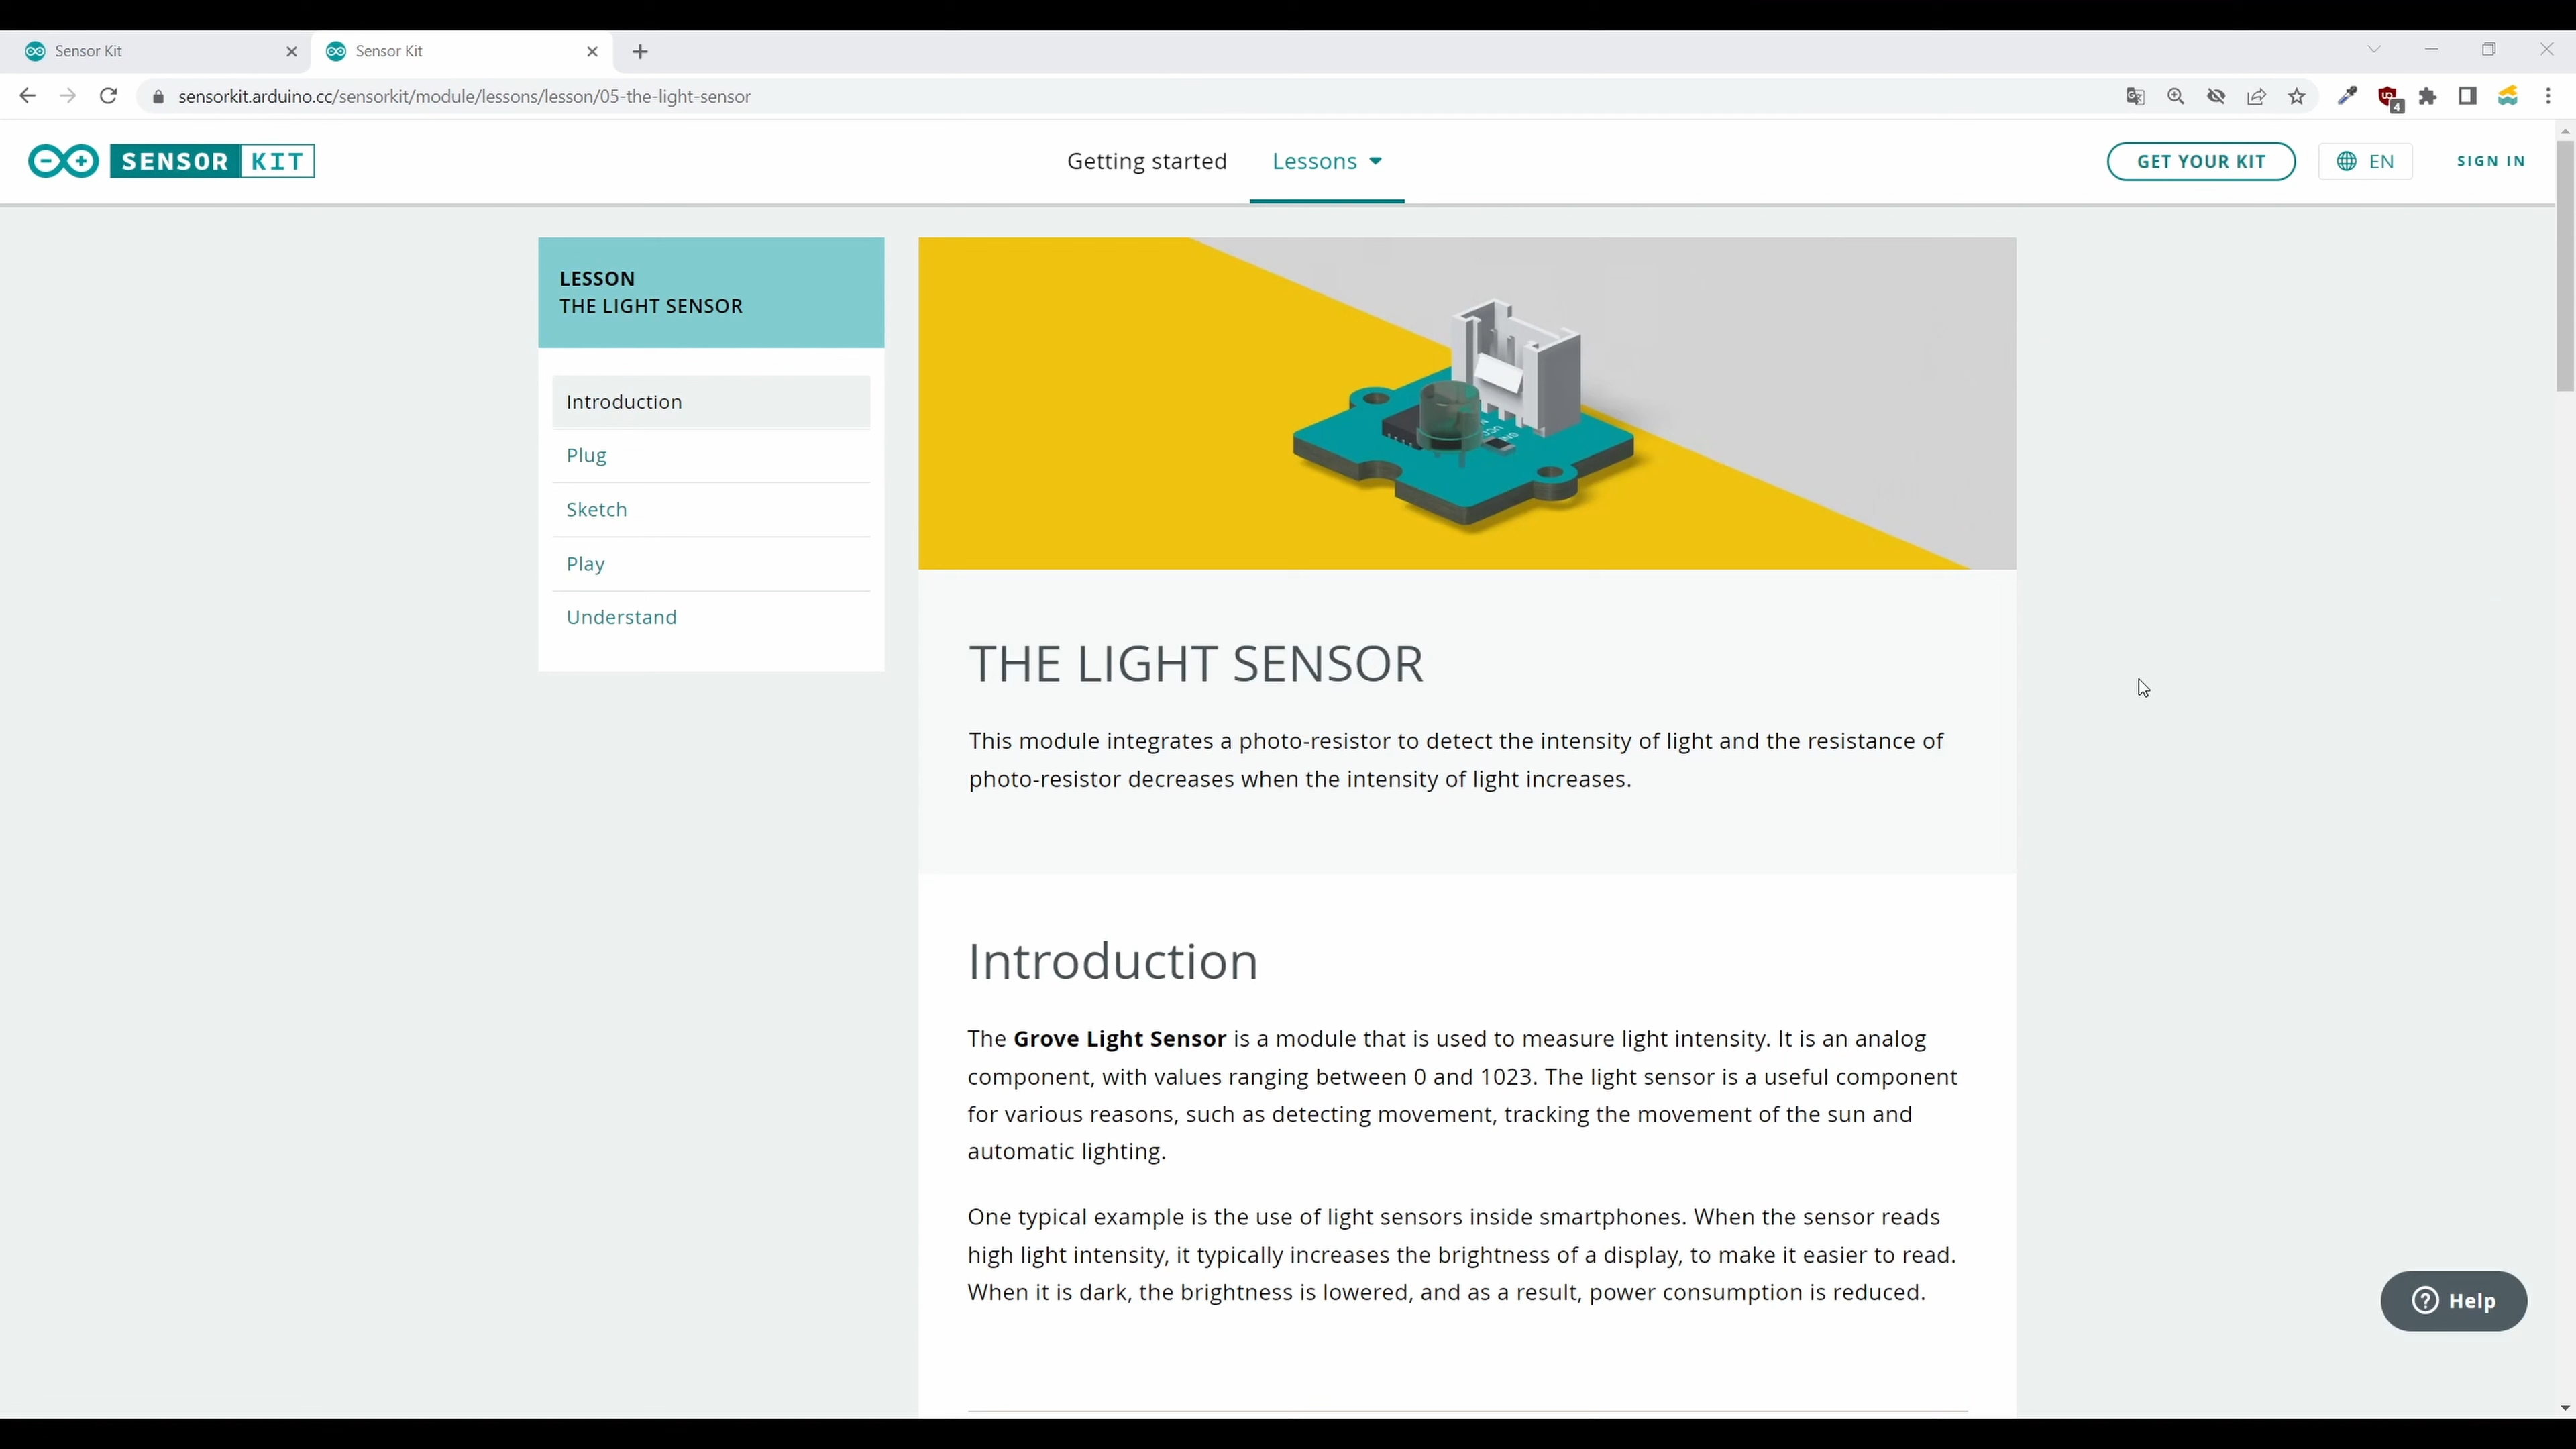 Sensor Kit
Sensor Kit
sensorkit.arduino.cc/sensorkit/module/lessons/lesson/05-the-light-sensor
4
SENSOR KIT
Getting started
Lessons
GET YOUR KIT
EN
SIGN IN
LESSON
THE LIGHT SENSOR
Introduction
Plug
Sketch
Play
Understand
THE LIGHT SENSOR
This module integrates a photo-resistor to detect the intensity of light and the resistance of
photo-resistor decreases when the intensity of light increases.
Introduction
The Grove Light Sensor is a module that is used to measure light intensity. It is an analog
component, with values ranging between 0 and 1023. The light sensor is a useful component
for various reasons, such as detecting movement, tracking the movement of the sun and
automatic lighting.
One typical example is the use of light sensors inside smartphones. When the sensor reads
high light intensity, it typically increases the brightness of a display, to make it easier to read.
When it is dark, the brightness is lowered, and as a result, power consumption is reduced.
Help